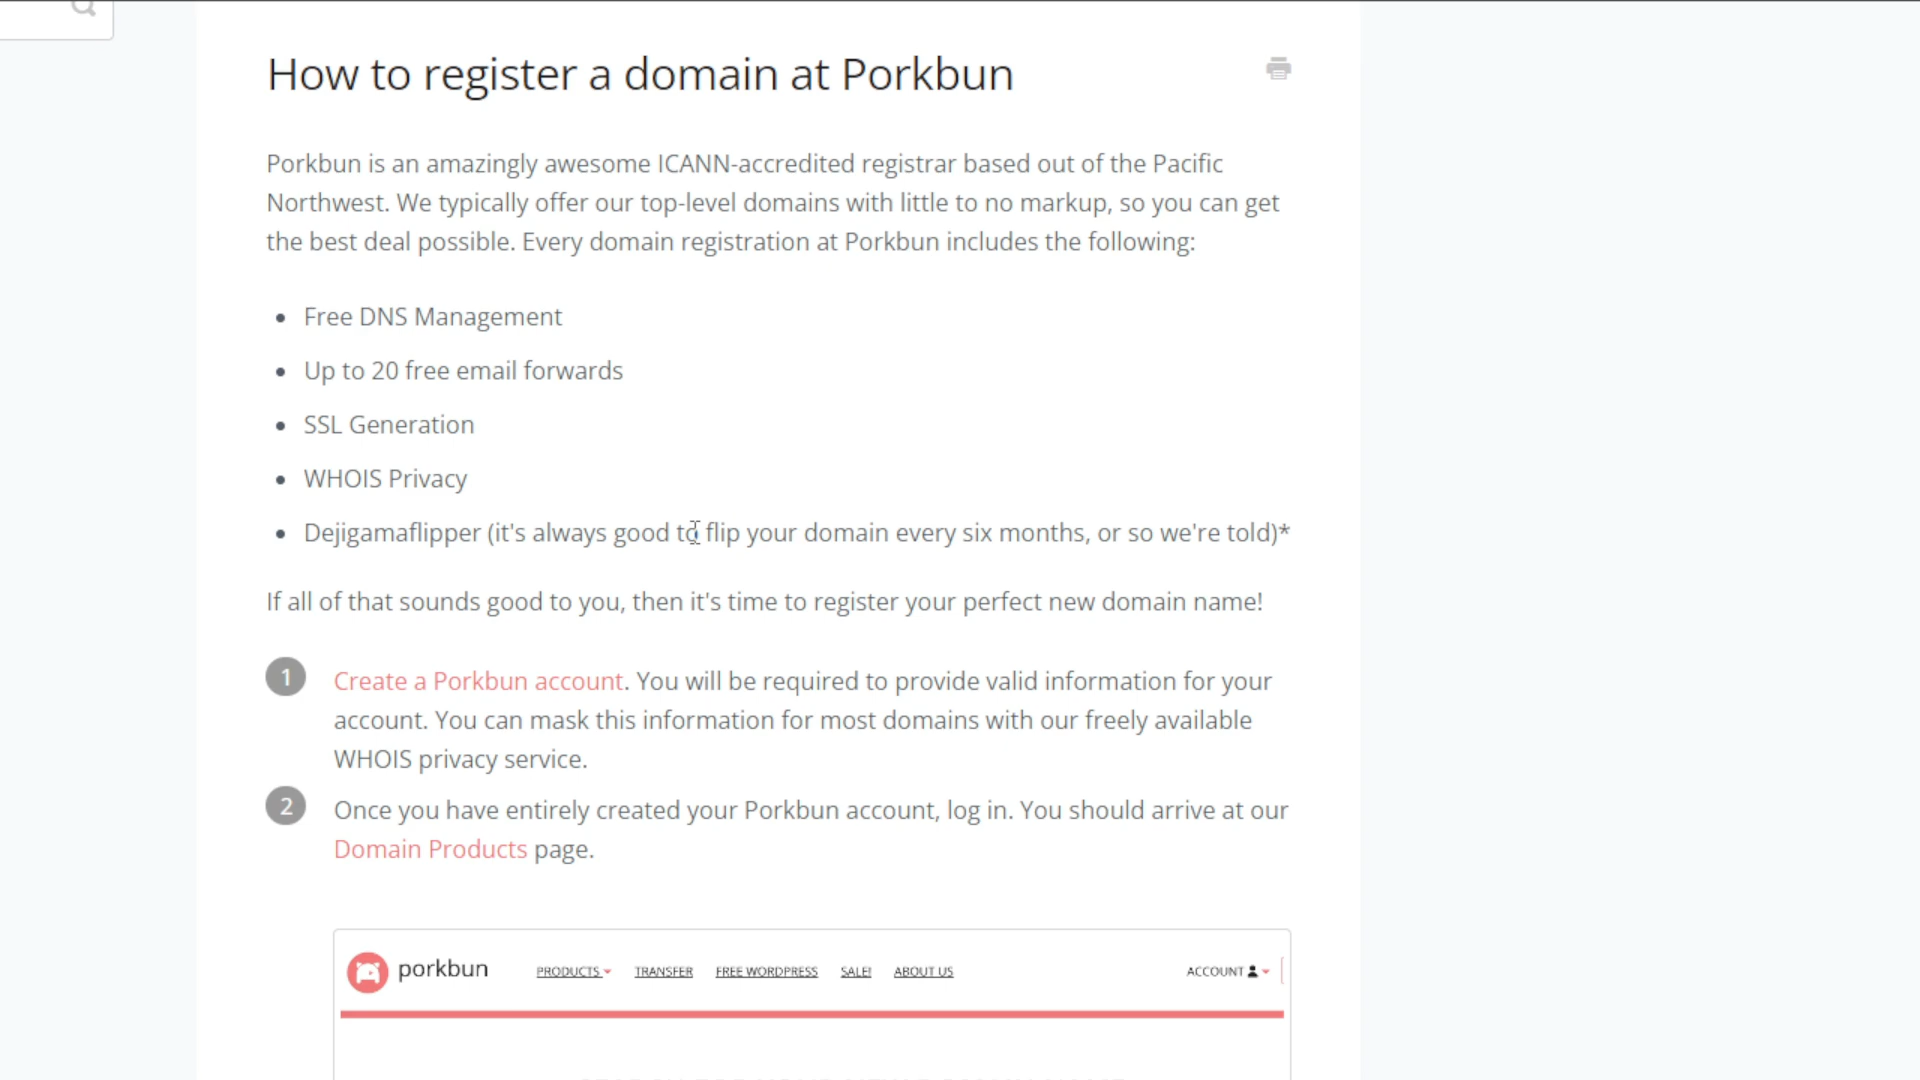 How to register a domain at Porkbun
Porkbun is an amazingly awesome ICANN-accredited registrar based out of the Pacific
Northwest. We typically offer our top-level domains with little to no markup, so you can get
the best deal possible. Every domain registration at Porkbun includes the following:
Free DNS Management
Up to 20 free email forwards
SSL Generation
WHOIS Privacy
Dejigamaflipper (it's always good to flip your domain every six months, or so we're told)*
If all of that sounds good to you, then it's time to register your perfect new domain name!
1 Create a Porkbun account. You will be required to provide valid information for your
account. You can mask this information for most domains with our freely available
WHOIS privacy service.
2 Once you have entirely created your Porkbun account, log in. You should arrive at our
Domain Products page.
porkbun PRODUCTS TRANSFER FREE WORDPRESS SALE! ABOUT US ACCOUNT